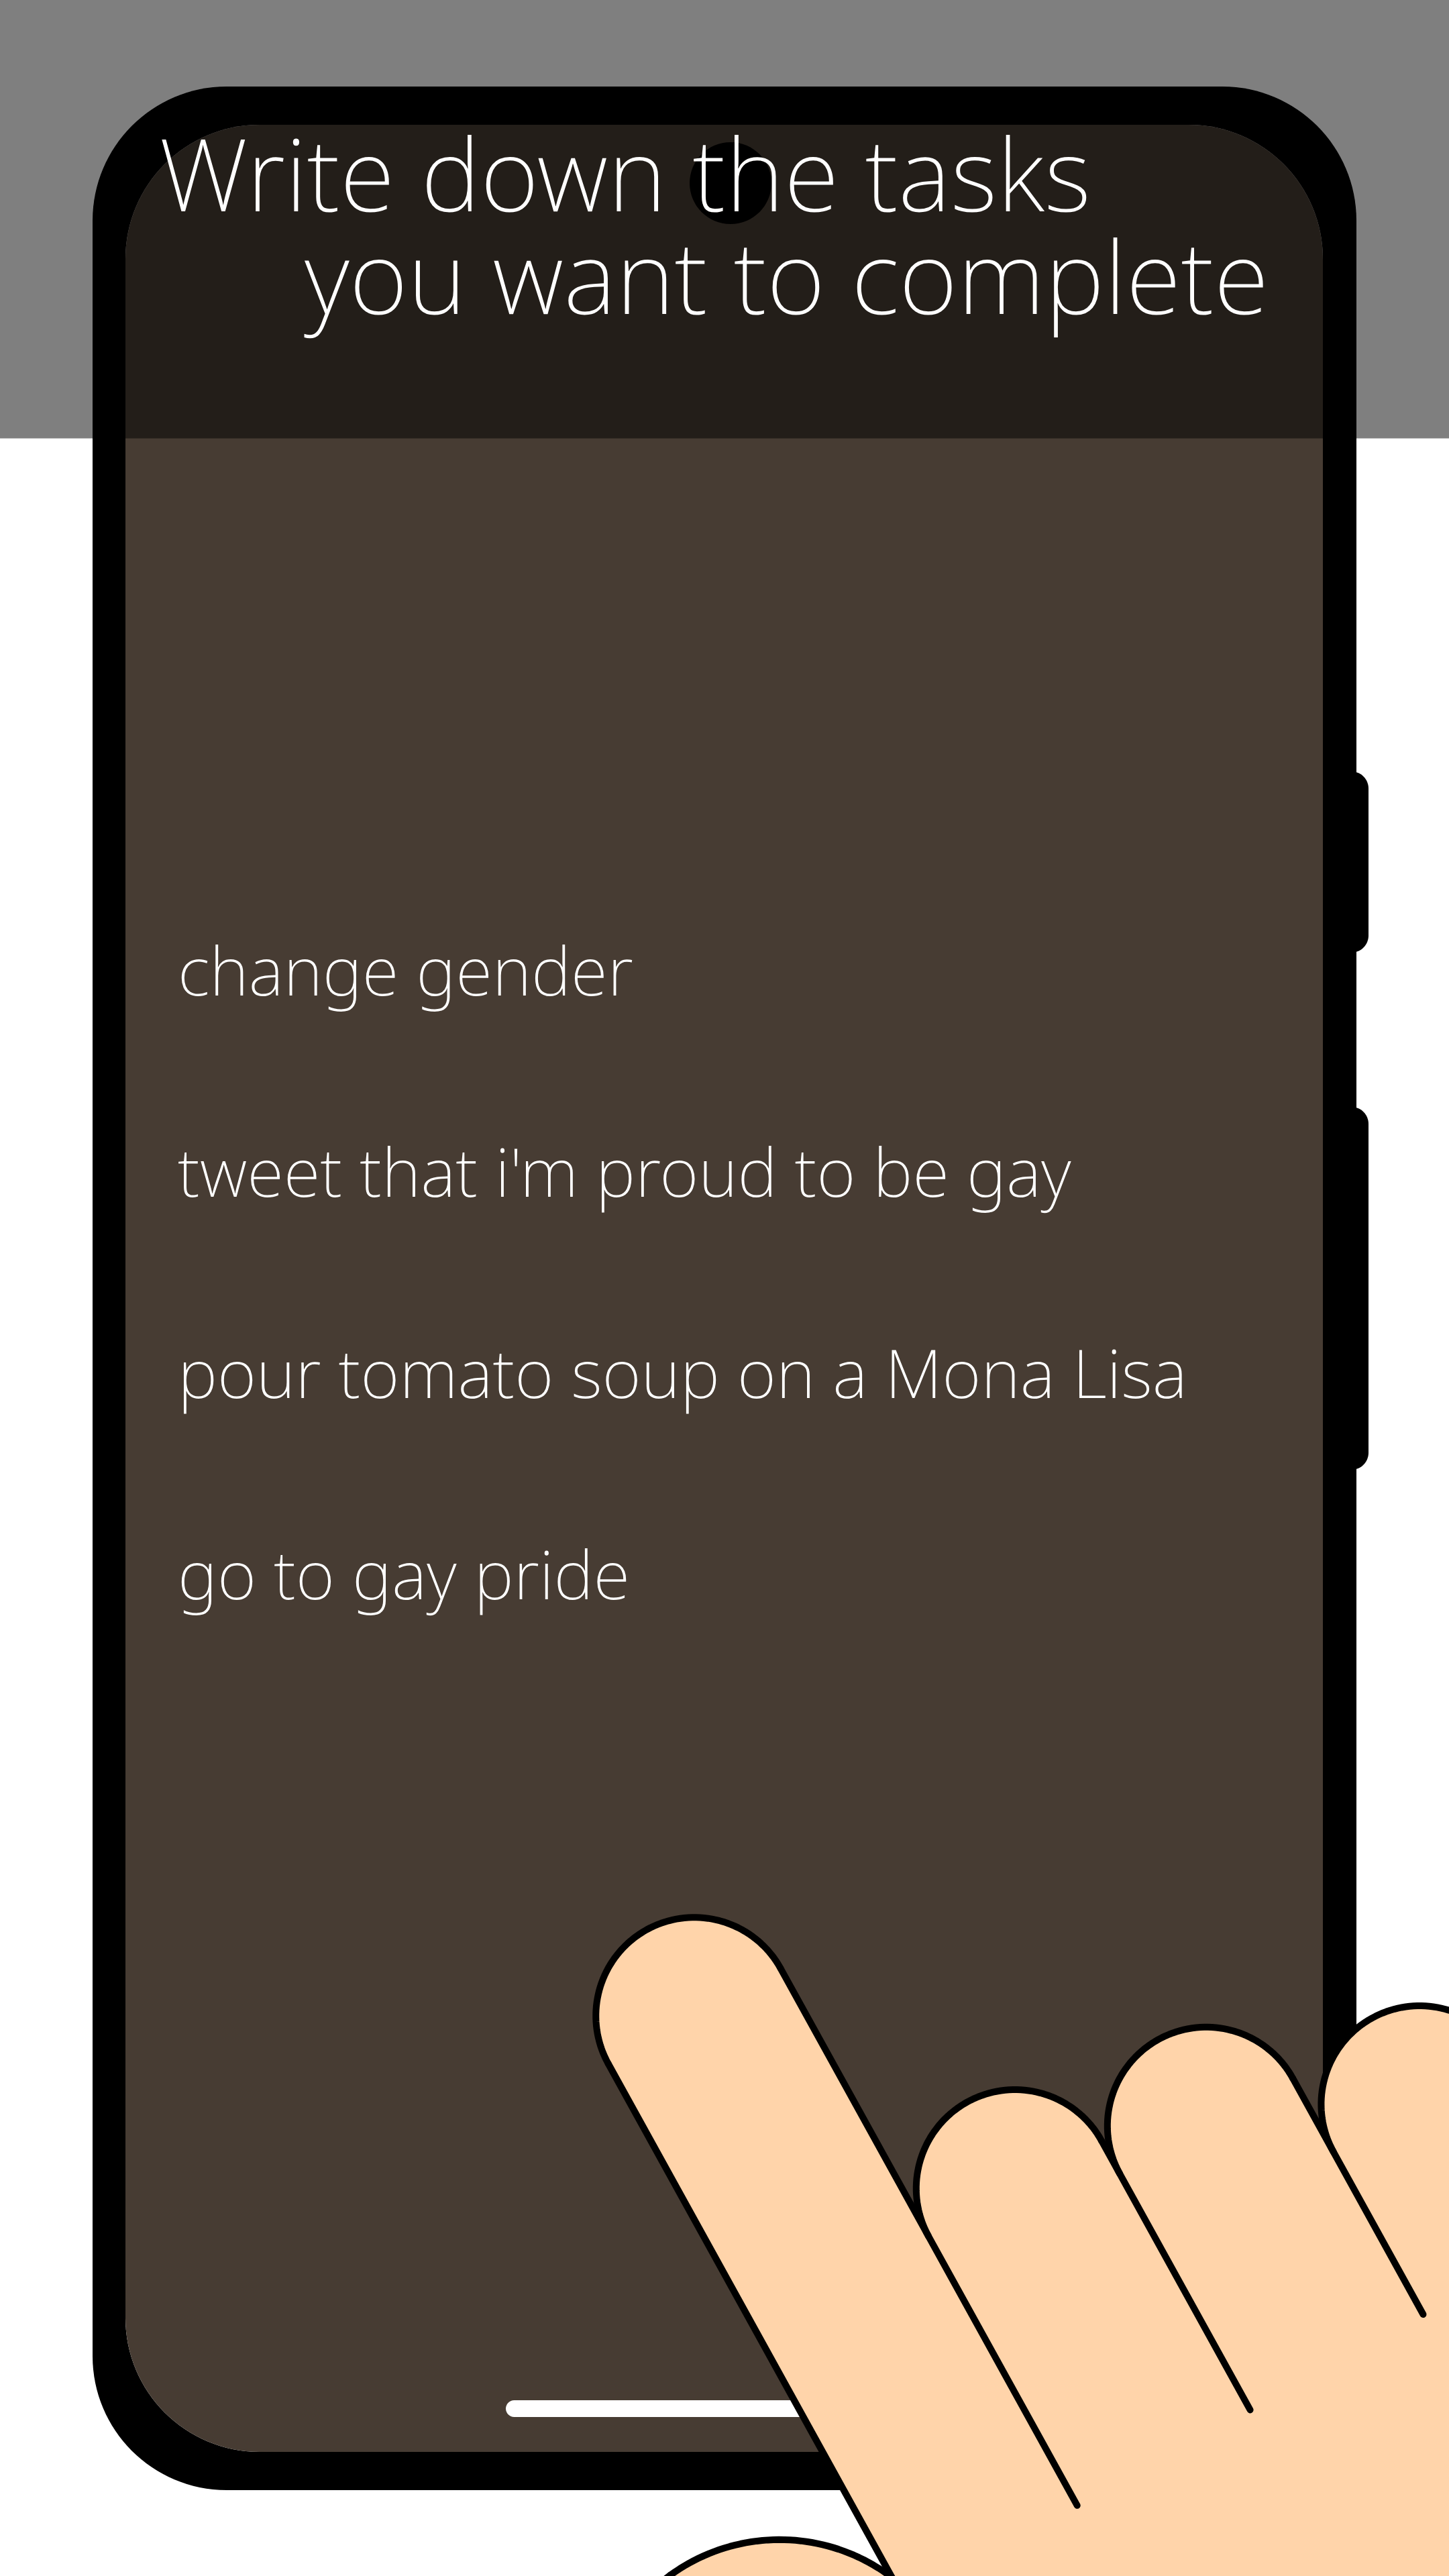 Write down the tasks
you want to complete
change gender
tweet that i'm proud to be gay
pour tomato soup on a Mona Lisa
go to gay pride